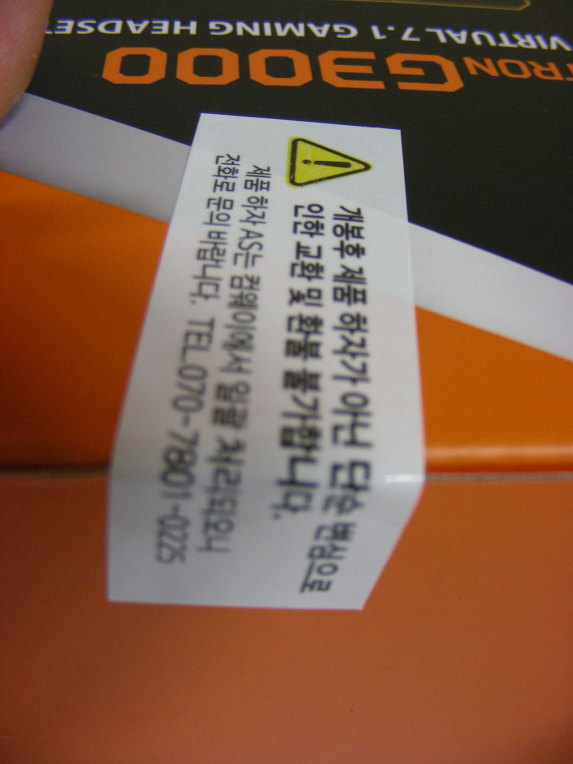 VIRTUAL 7.1 GAMING HEADSE
TRON G3000
개봉후 제품 하자가 아닌 단순 변심으로
인한 교환 및 환불 불가합니다.
제품 하자 AS는 컴웨이에서 일괄 처리되오니
전화로 문의 바랍니다. TEL.070-7801-0225